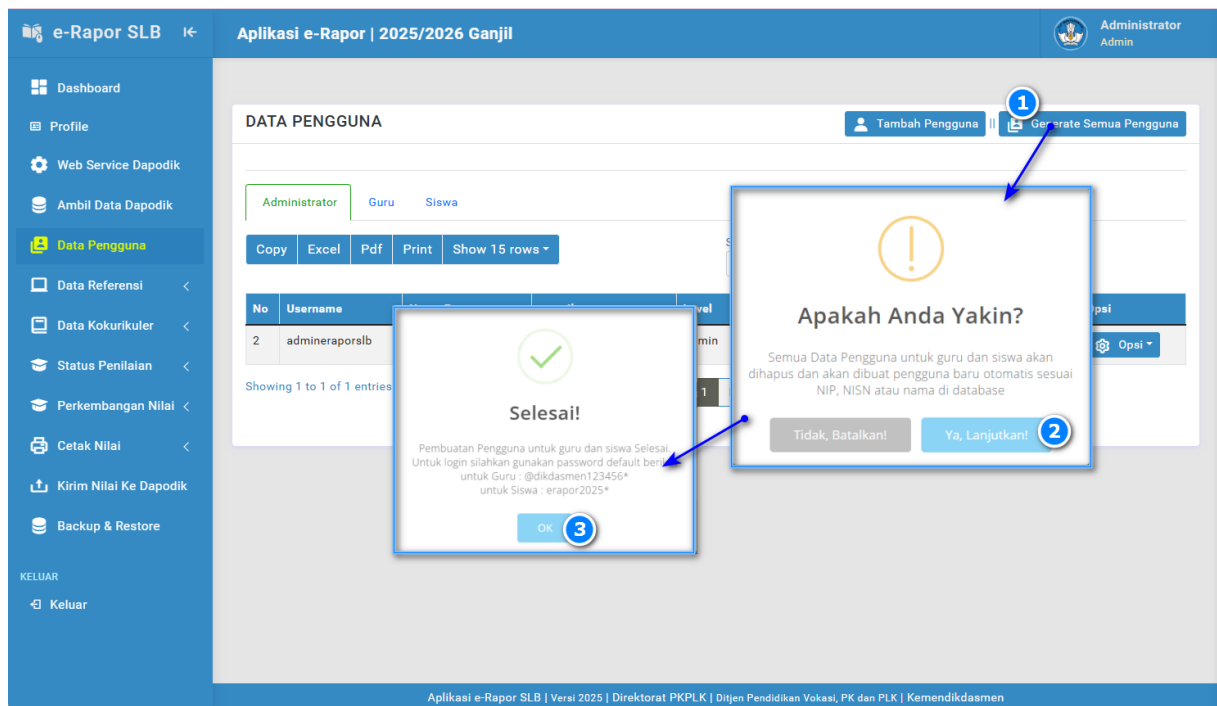 e-Rapor SLB
Aplikasi e-Rapor | 2025/2026 Ganjil
Administrator
Admin
Dashboard
Profile
Web Service Dapodik
Ambil Data Dapodik
Data Pengguna
Data Referensi
Data Kokurikuler
Status Penilaian
Perkembangan Nilai
Cetak Nilai
Kirim Nilai Ke Dapodik
Backup & Restore
KELUAR
Keluar
DATA PENGGUNA
1
Tambah Pengguna || Generate Semua Pengguna
Administrator Guru Siswa
Copy Excel Pdf Print Show 15 rows
No Username
2 admineraporslb
Opsi
Showing 1 to 1 of 1 entries
1
Apakah Anda Yakin?
Semua Data Pengguna untuk guru dan siswa akan
dihapus dan akan dibuat pengguna baru otomatis sesuai
NIP, NISN atau nama di database
Tidak, Batalkan! Ya, Lanjutkan! 2
Selesai!
Pembuatan Pengguna untuk guru dan siswa Selesai.
Untuk login silahkan gunakan password default
untuk Guru : @dikdasmen123456*
untuk Siswa : erapor2025*
OK 3
Aplikasi e-Rapor SLB | Versi 2025 | Direktorat PKPLK | Ditjen Pendidikan Vokasi, PK dan PLK | Kemendikdasmen